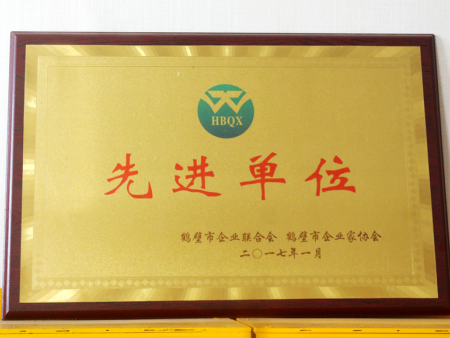 HBQX
先进单位
鹤壁市企业联合会 鹤壁市企业家协会
二〇一七年一月